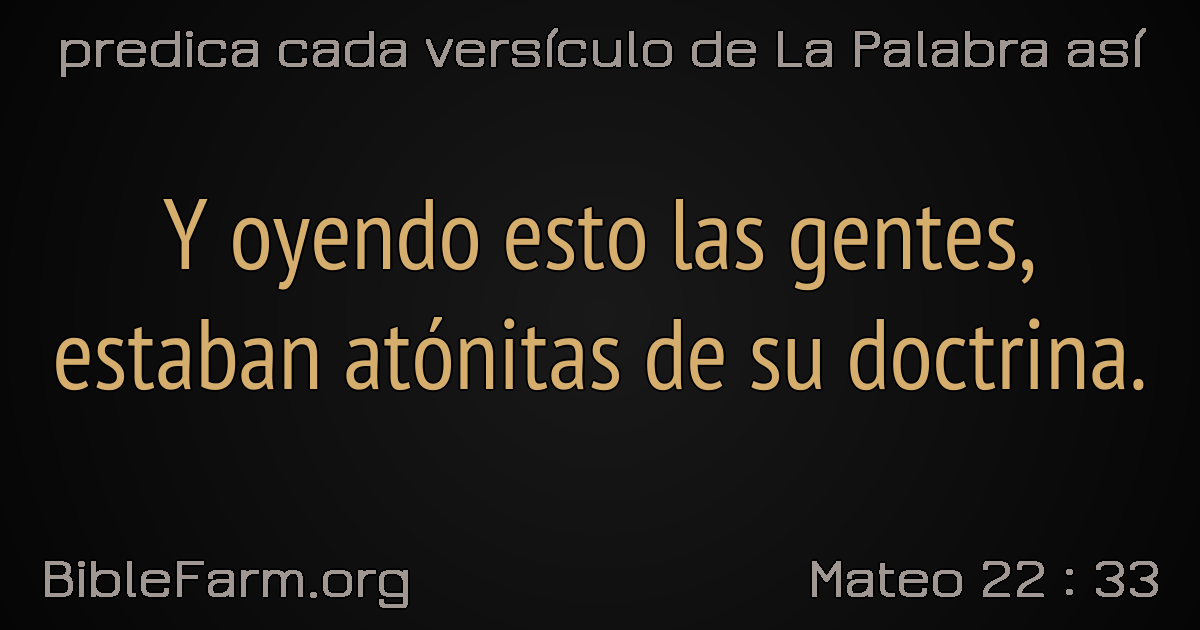 predica cada versículo de La Palabra así
Y oyendo esto las gentes,
estaban atónitas de su doctrina.
BibleFarm.org
Mateo 22 : 33